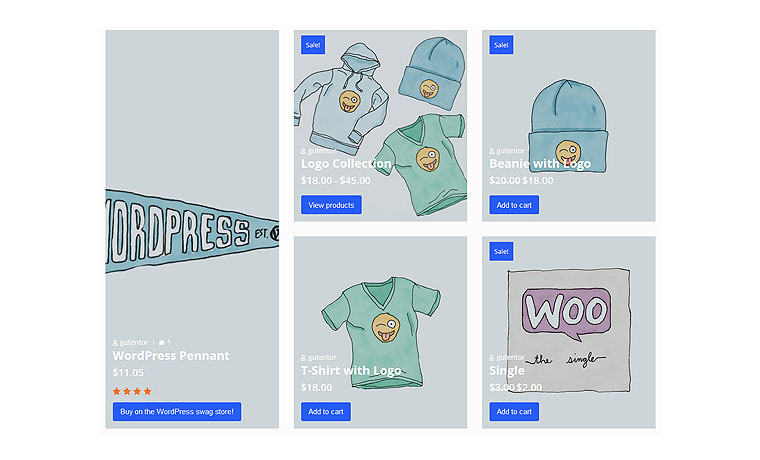 WORDPRESS EST.
gutentor | 1
WordPress Pennant
$11.05
Buy on the WordPress swag store!
Sale!
gutentor
Logo Collection
$18.00 - $45.00
View products
Sale!
gutentor
Beanie with Logo
$20.00 $18.00
Add to cart
gutentor
T-Shirt with Logo
$18.00
Add to cart
Sale!
WOO
the single
gutentor
Single
$3.00 $2.00
Add to cart